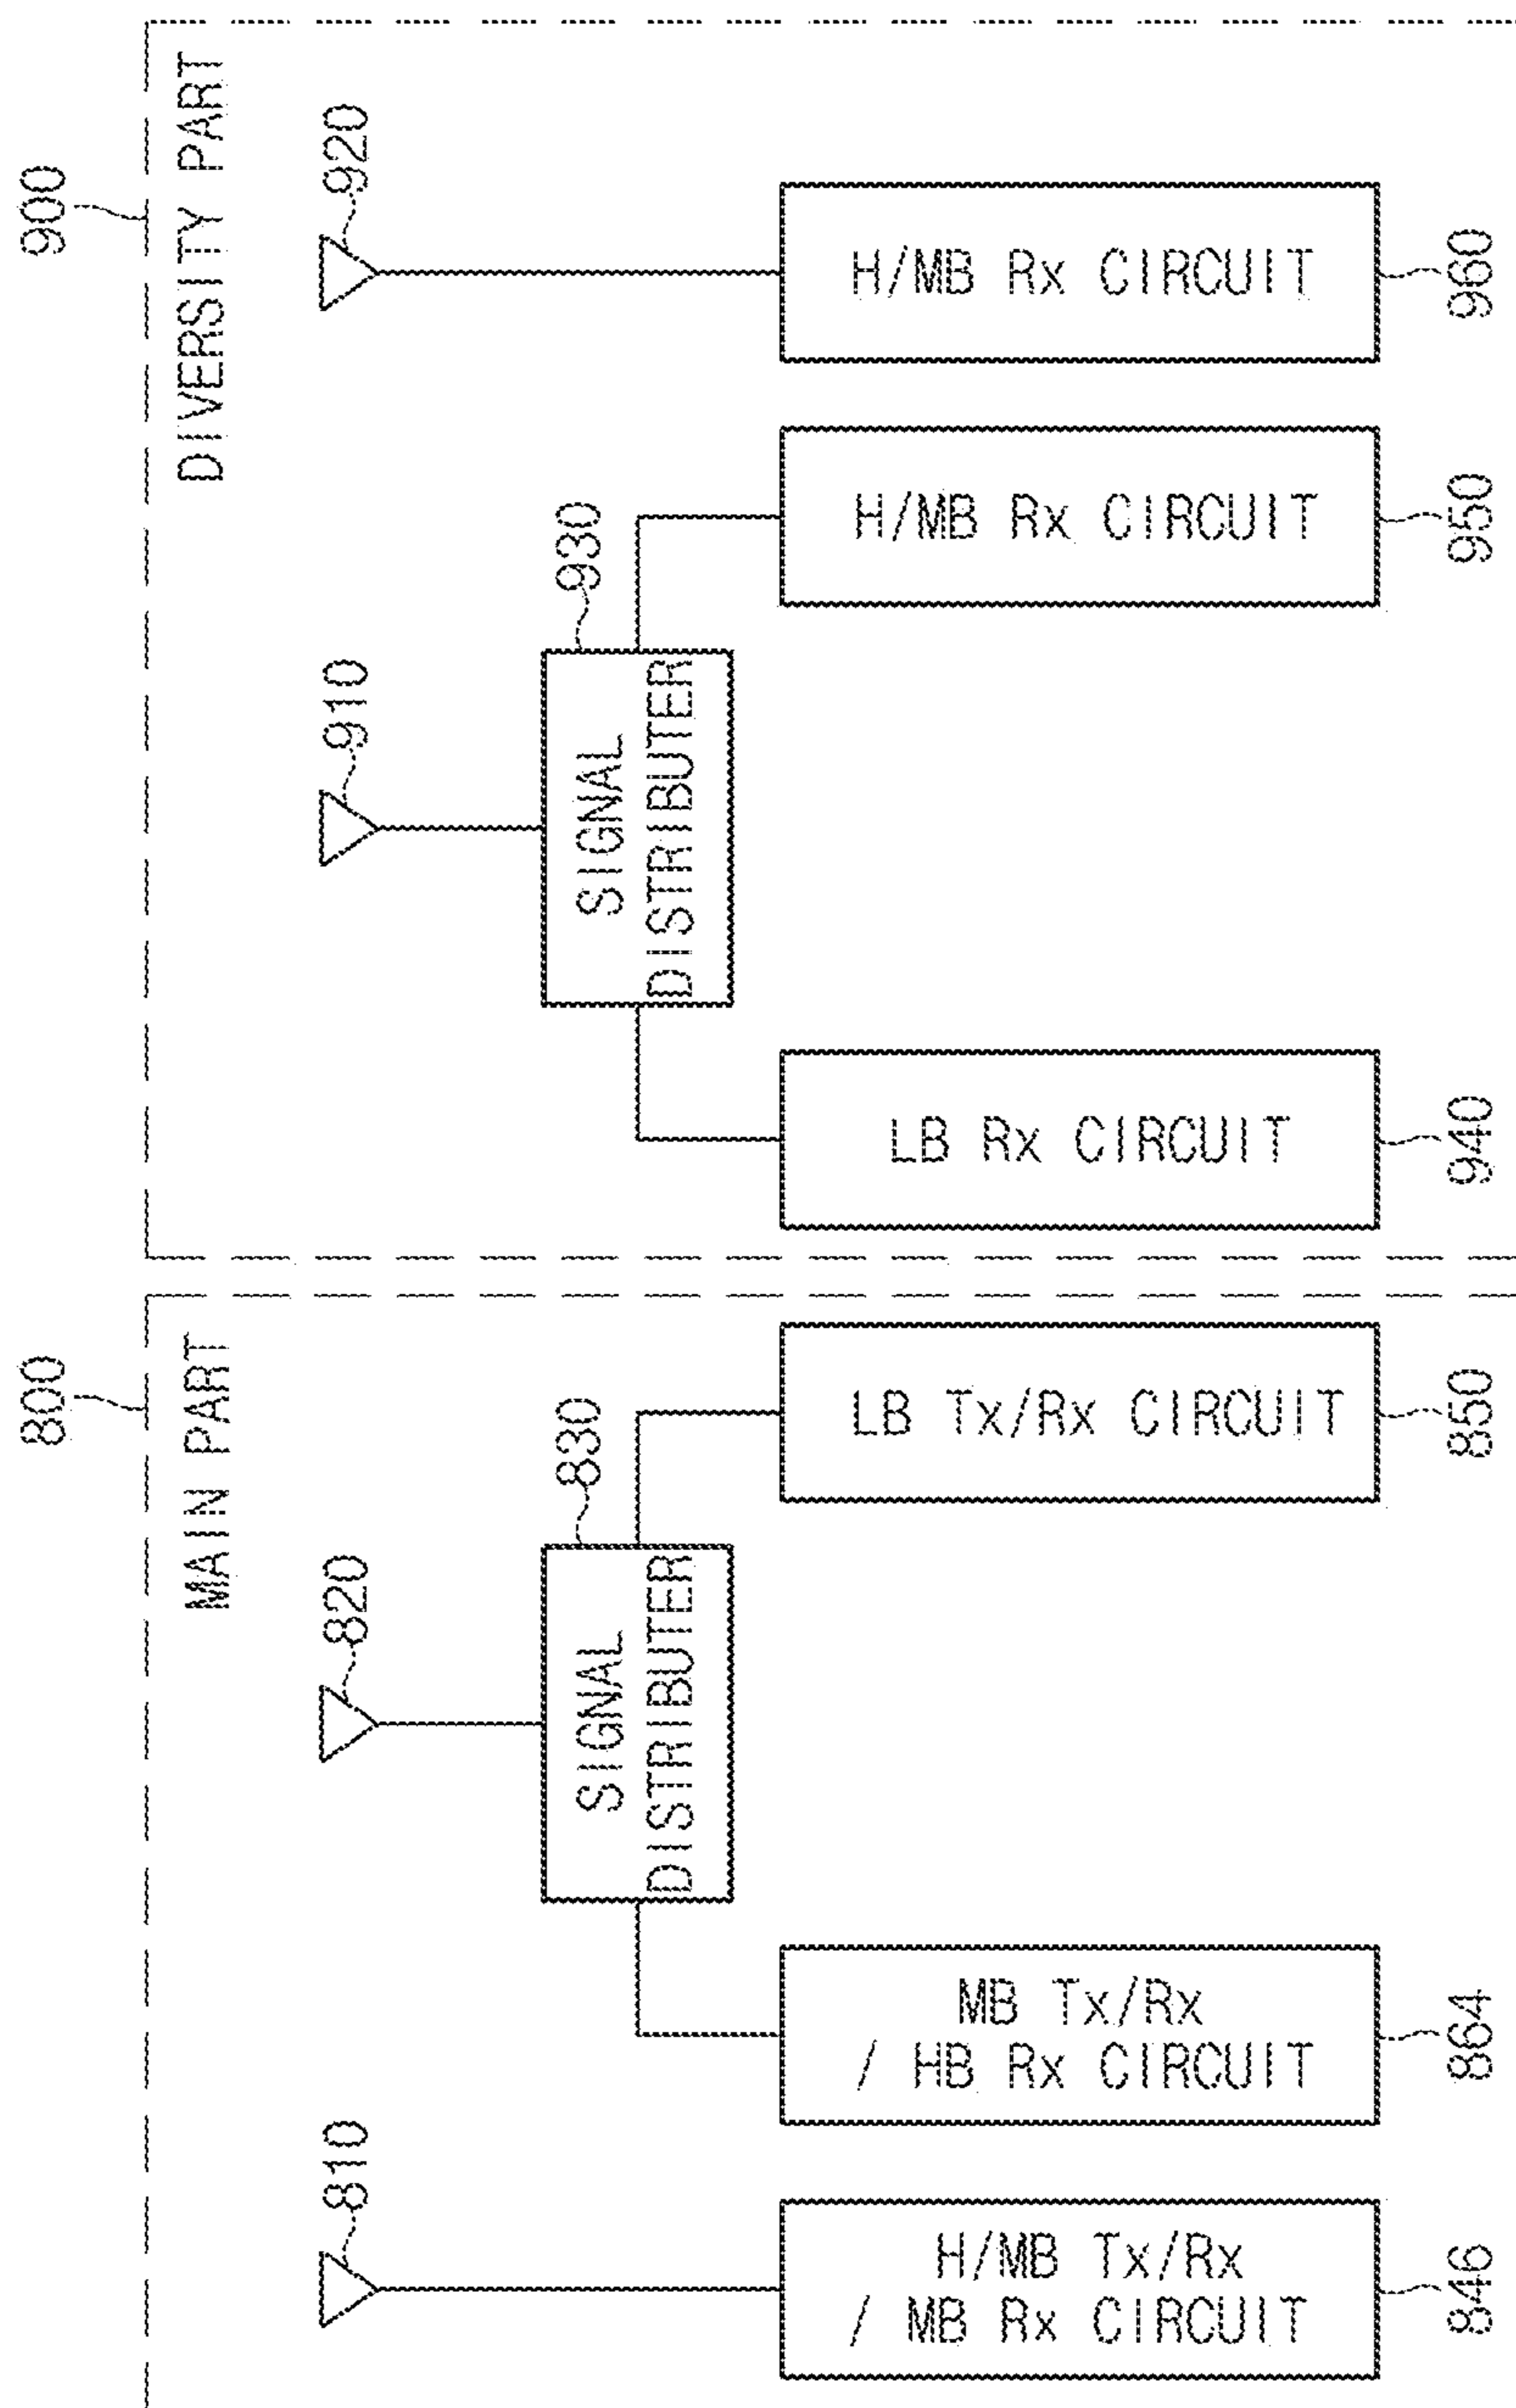 800
MAIN PART
810
820
830
SIGNAL
DISTRIBUTER
H/MB Tx/Rx
/ MB Rx CIRCUIT
846
MB Tx/Rx
/ HB Rx CIRCUIT
864
LB Tx/Rx CIRCUIT
850
900
DIVERSITY PART
910
920
930
SIGNAL
DISTRIBUTER
LB Rx CIRCUIT
940
H/MB Rx CIRCUIT
950
H/MB Rx CIRCUIT
960